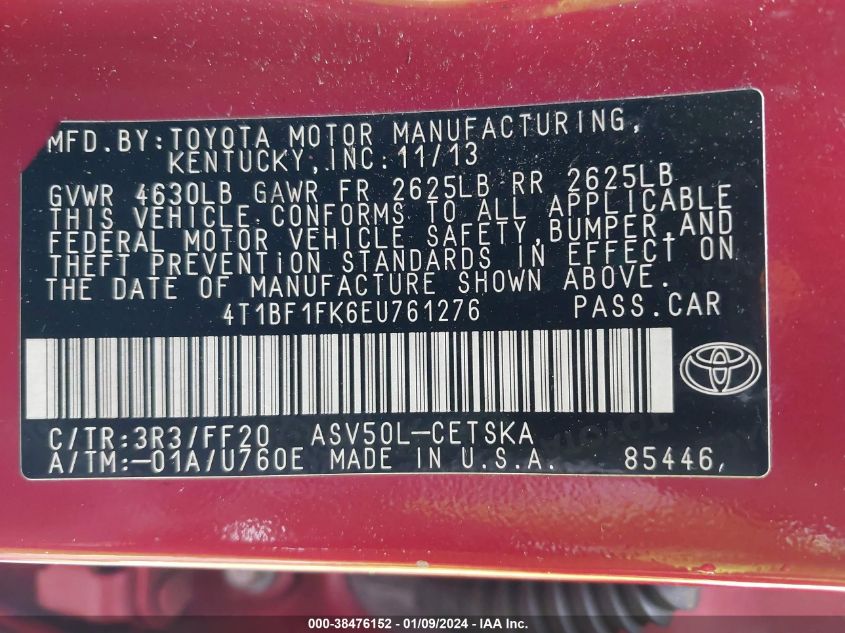 MFD.BY:TOYOTA MOTOR MANUFACTURING,
KENTUCKY,INC:11/13
GVWR 4630LB GAWR FR 2625LB RR 2625LB
THIS VEHICLE CONFORMS TO ALL APPLICABLE
FEDERAL MOTOR VEHICLE SAFETY,BUMPER,AND
THEFT PREVENTION STANDARDS IN EFFECT ON
THE DATE OF MANUFACTURE SHOWN ABOVE.
4T1BF1FK6EU761276 PASS.CAR
C/TR:3R3/FF20 ASV50L-CETSKA
A/TM:-01A/U760E MADE IN U.S.A. 85446,
000-38476152 - 01/09/2024 - IAA Inc.